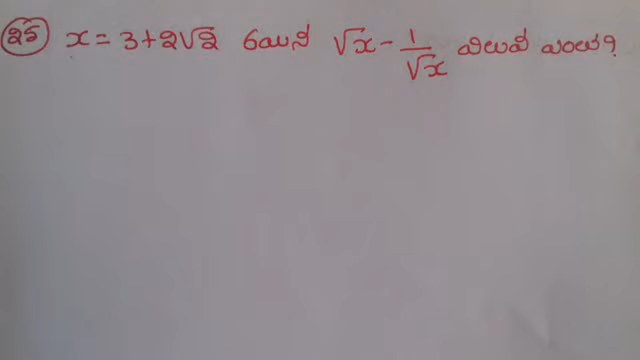 25 x = 3+2√2 అయిన √x - 1/√x విలువ ఎంత?